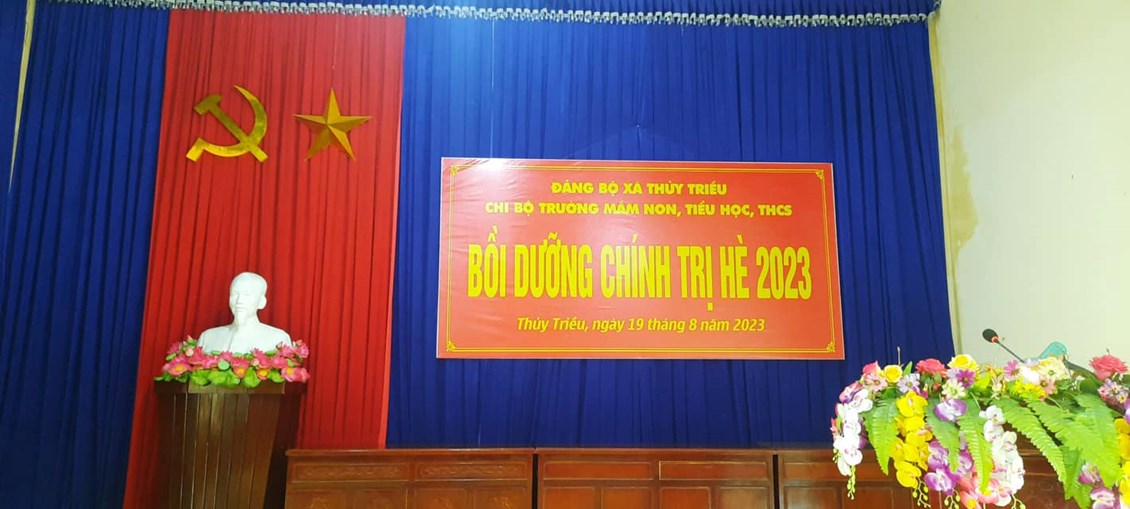 ĐẢNG BỘ XÃ THỦY TRIỀU
CHI BỘ TRƯỜNG MẦM NON, TIỂU HỌC, THCS
BỒI DƯỠNG CHÍNH TRỊ HÈ 2023
Thủy Triều, ngày 19 tháng 8 năm 2023